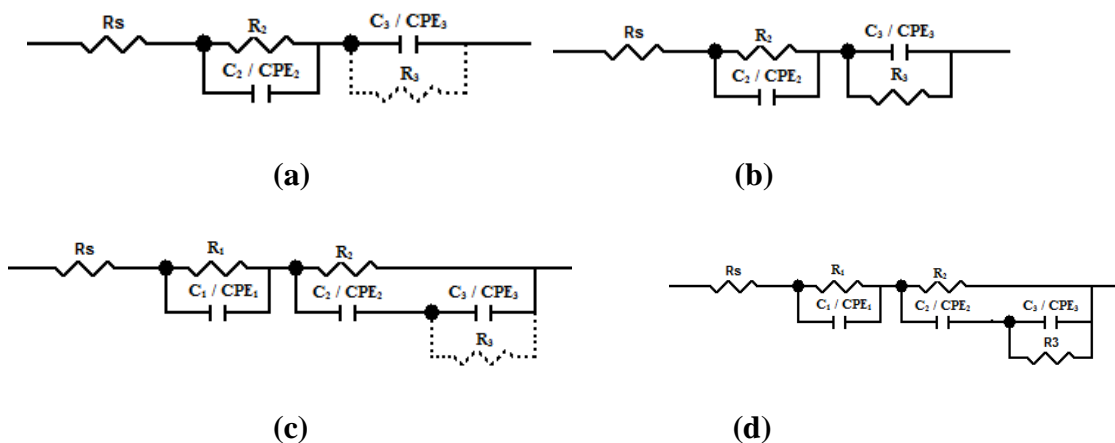 Rs
R₂
C₂ / CPE₂
C₃ / CPE₃
R₃
(a)
Rs
R₂
C₂ / CPE₂
C₃ / CPE₃
R₃
(b)
Rs
R₁
C₁ / CPE₁
R₂
C₂ / CPE₂
C₃ / CPE₃
R₃
(c)
Rs
R₁
C₁ / CPE₁
R₂
C₂ / CPE₂
C₃ / CPE₃
R3
(d)